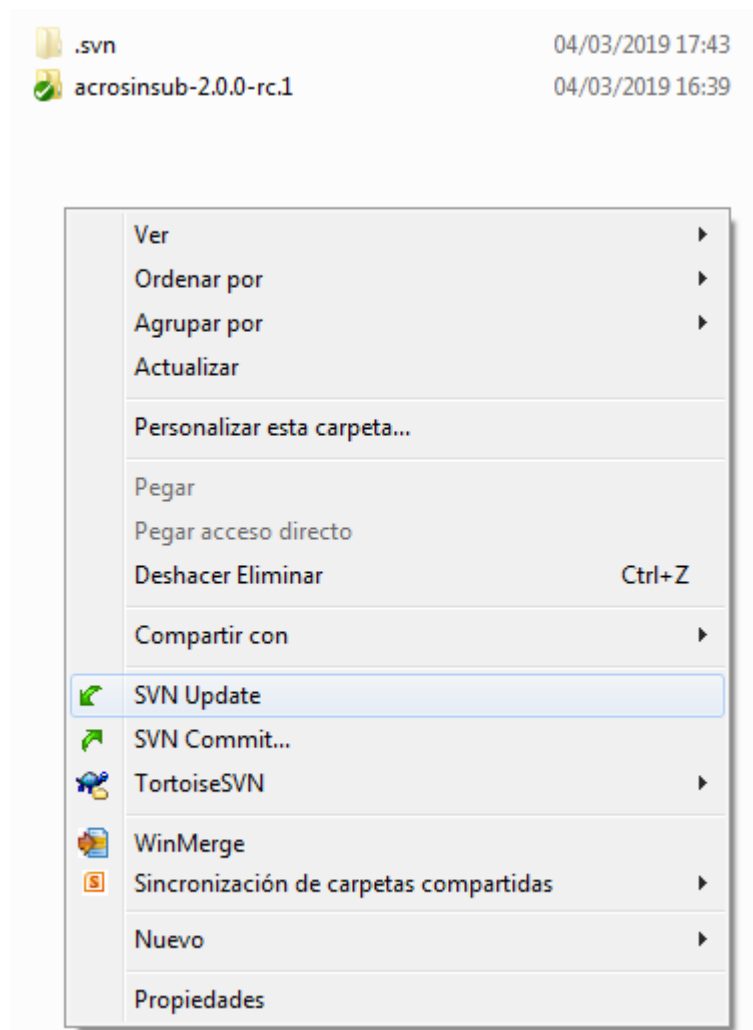 .svn 04/03/2019 17:43
acrosinsub-2.0.0-rc.1 04/03/2019 16:39
Ver
Ordenar por
Agrupar por
Actualizar
Personalizar esta carpeta...
Pegar
Pegar acceso directo
Deshacer Eliminar Ctrl+Z
Compartir con
SVN Update
SVN Commit...
TortoiseSVN
WinMerge
S Sincronización de carpetas compartidas
Nuevo
Propiedades